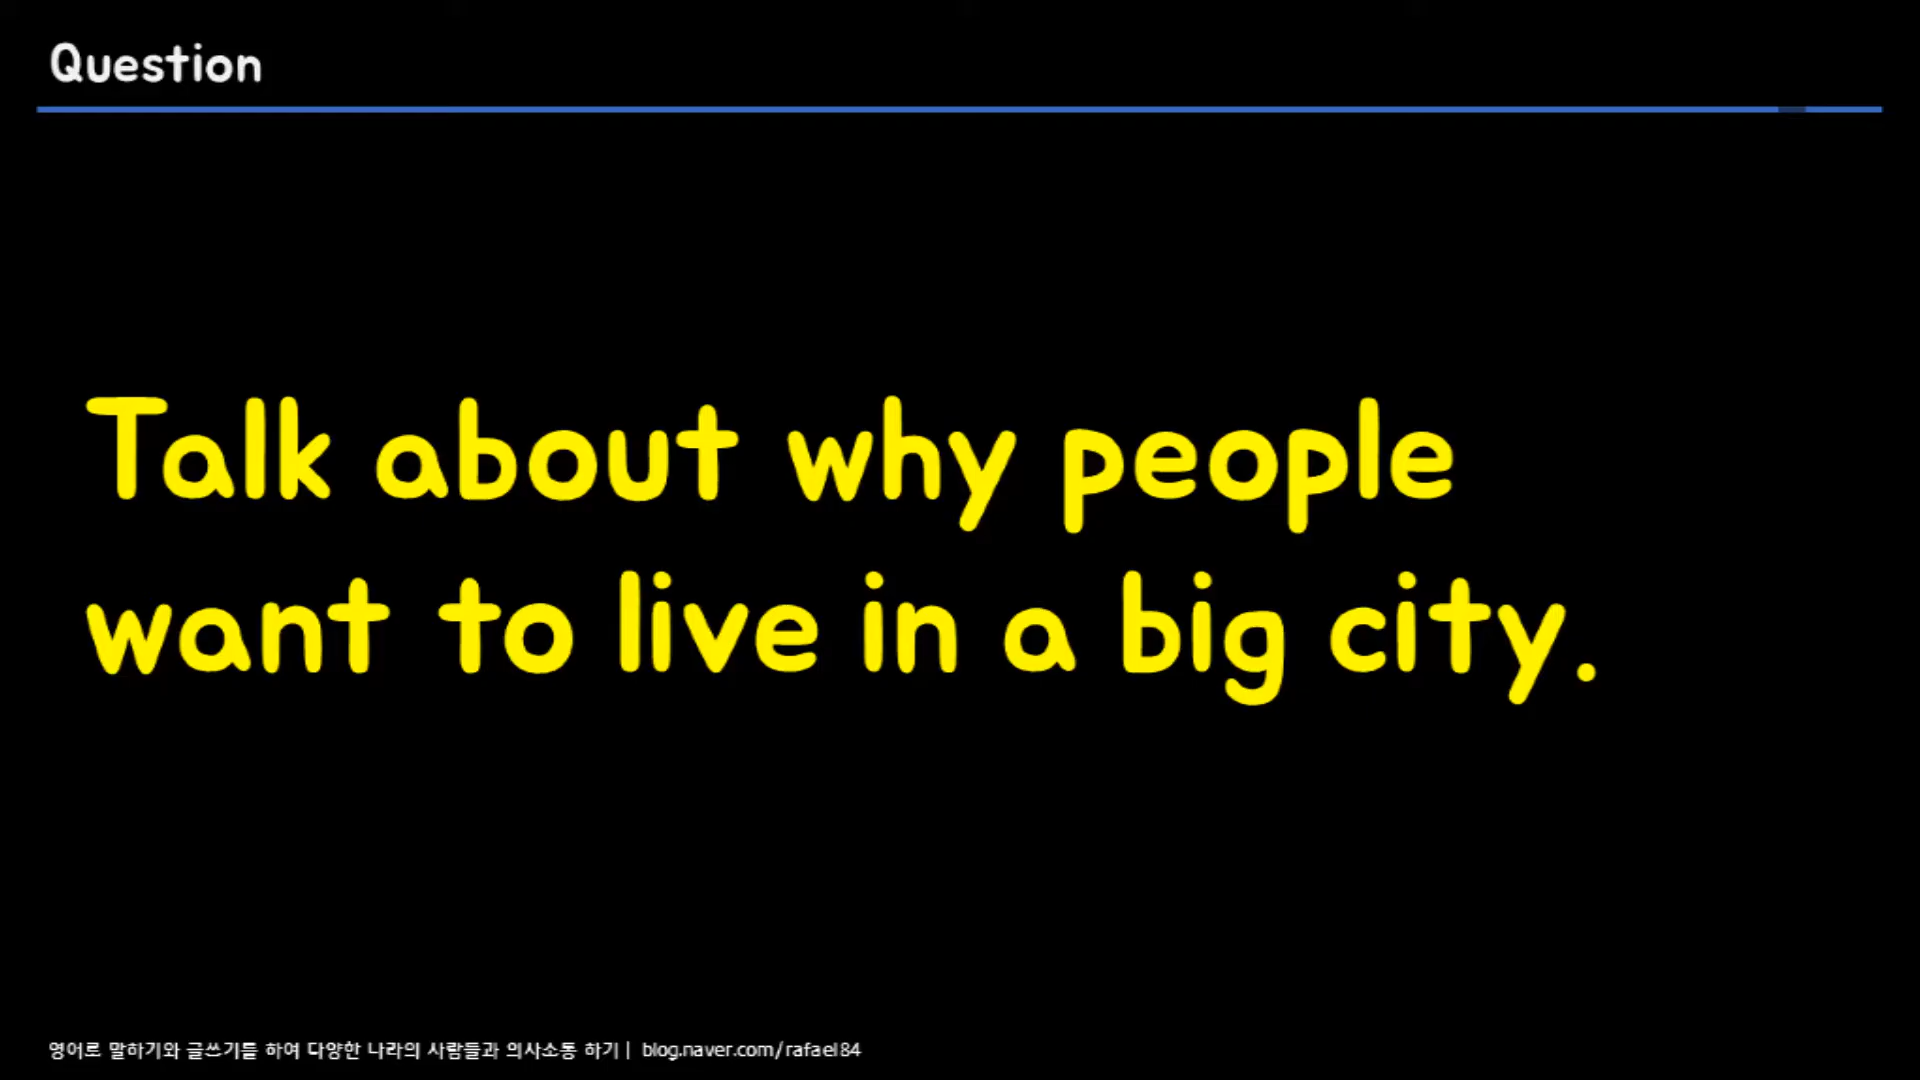 Question
Talk about why people
want to live in a big city.
영어로 말하기와 글쓰기를 하여 다양한 나라의 사람들과 의사소통 하기 | blog.naver.com/rafael84